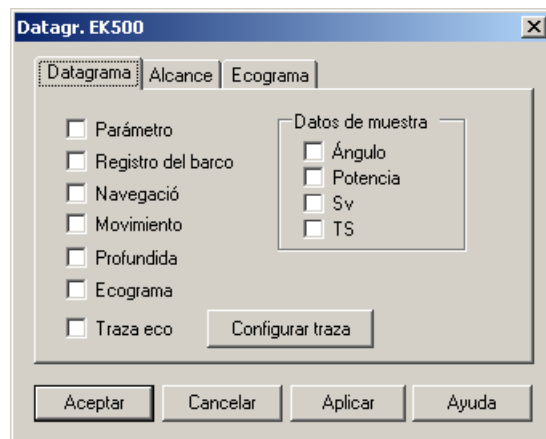 Datagr. EK500
Datagrama Alcance Ecograma
Parámetro
Registro del barco
Navegació
Movimiento
Profundida
Ecograma
Traza eco
Configurar traza
Datos de muestra
Ángulo
Potencia
Sv
TS
Aceptar Cancelar Aplicar Ayuda